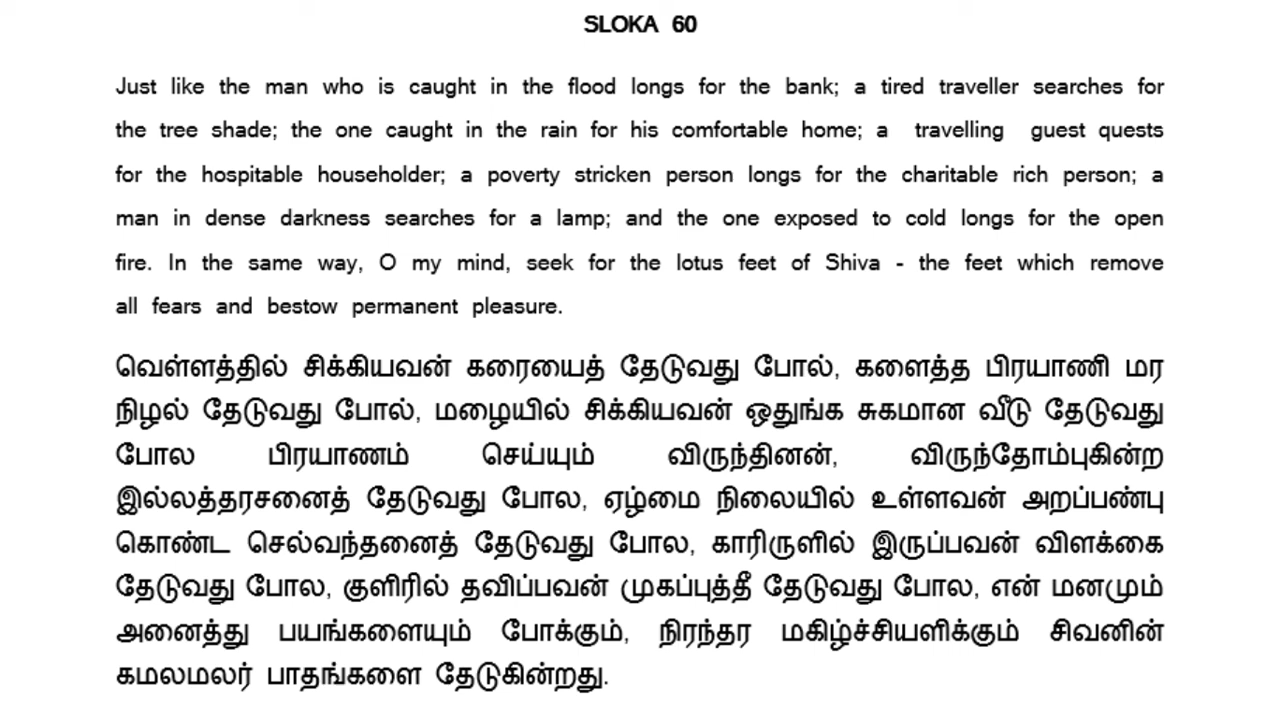 SLOKA 60
Just like the man who is caught in the flood longs for the bank; a tired traveller searches for
the tree shade; the one caught in the rain for his comfortable home; a travelling guest quests
for the hospitable householder; a poverty stricken person longs for the charitable rich person; a
man in dense darkness searches for a lamp; and the one exposed to cold longs for the open
fire. In the same way, O my mind, seek for the lotus feet of Shiva - the feet which remove
all fears and bestow permanent pleasure.
வெள்ளத்தில் சிக்கியவன் கரையைத் தேடுவது போல், களைத்த பிரயாணி மர
நிழல் தேடுவது போல், மழையில் சிக்கியவன் ஒதுங்க சுகமான வீடு தேடுவது
போல பிரயாணம் செய்யும் விருந்தினன், விருந்தோம்புகின்ற
இல்லத்தரசனைத் தேடுவது போல, ஏழ்மை நிலையில் உள்ளவன் அறப்பண்பு
கொண்ட செல்வந்தனைத் தேடுவது போல, காரிருளில் இருப்பவன் விளக்கை
தேடுவது போல, குளிரில் தவிப்பவன் முகப்புத்தீ தேடுவது போல, என் மனமும்
அனைத்து பயங்களையும் போக்கும், நிரந்தர மகிழ்ச்சியளிக்கும் சிவனின்
கமலமலர் பாதங்களை தேடுகின்றது.